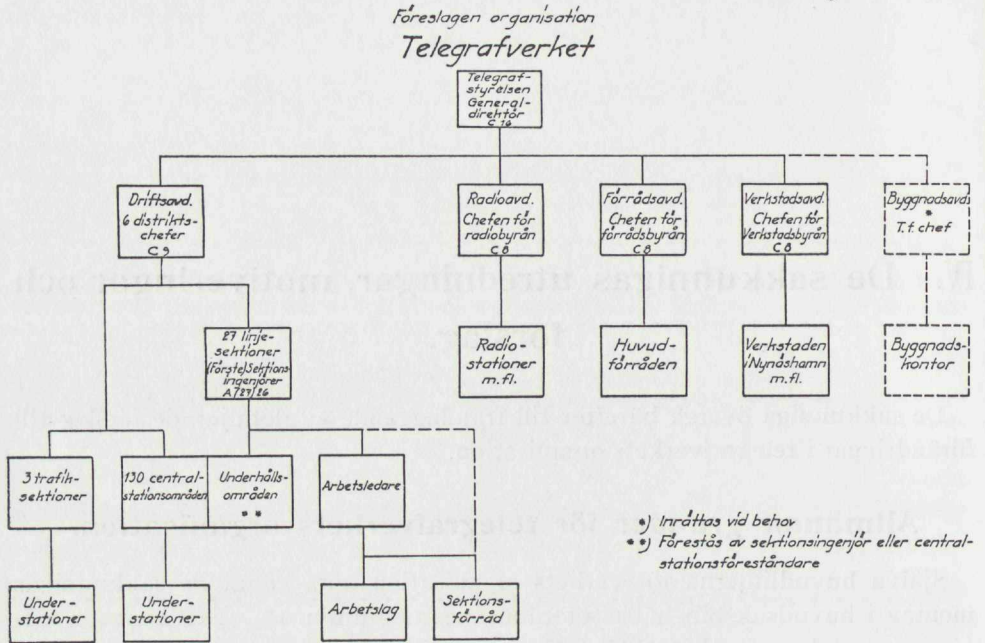 Föreslagen organisation
Telegrafverket
Telegraf-
styrelsen
General-
direktör
Driftsavd.
6 distrikts-
chefer
C 9
Radioavd.
Chefen för
radiobyrån
C 8
Förrådsavd.
Chefen för
förrådsbyrån
C 8
Verkstadsavd.
Chefen för
Verkstadsbyrån
C 8
Byggnadsavd.
*
T.f. chef
27 linje-
sektioner
(förste) Sektions-
ingenjörer
A /27/26
Radio-
stationer
m.fl.
Huvud-
förråden
Verkstaden
i Nynäshamn
m.fl.
Byggnads-
kontor
3 trafik-
sektioner
130 central-
stationsområden
Underhålls-
områden
* *
Arbetsledare
*) Inrättas vid behov
**) Förestås av sektionsingenjör eller central-
stationsföreståndare
Under-
stationer
Under-
stationer
Arbetslag
Sektions-
förråd